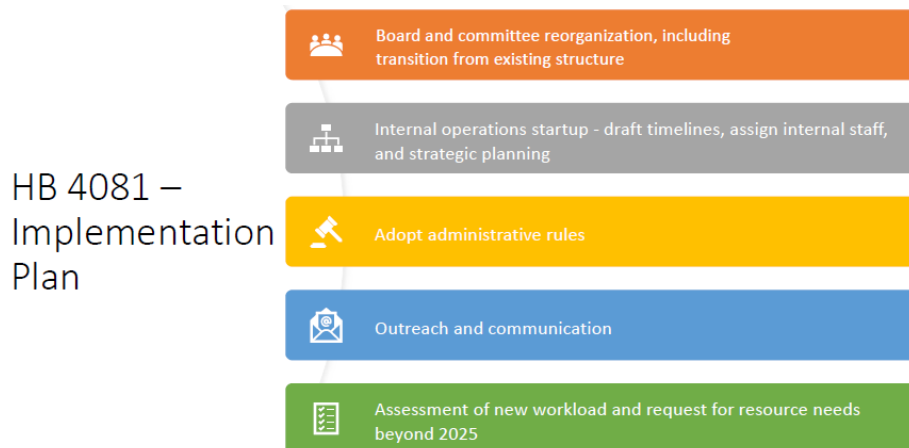 HB 4081 –
Implementation
Plan
Board and committee reorganization, including
transition from existing structure
Internal operations startup - draft timelines, assign internal staff,
and strategic planning
Adopt administrative rules
Outreach and communication
Assessment of new workload and request for resource needs
beyond 2025